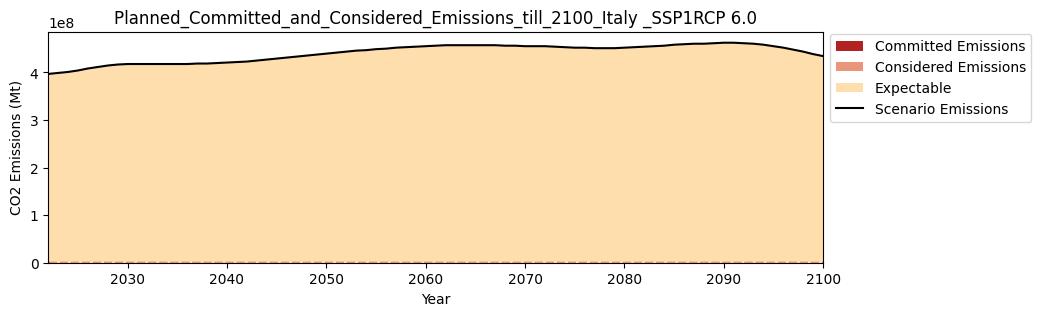 Planned_Committed_and_Considered_Emissions_till_2100_Italy _SSP1RCP 6.0
1e8
4
3
2
1
0
CO2 Emissions (Mt)
2030 2040 2050 2060 2070 2080 2090 2100
Year
Committed Emissions
Considered Emissions
Expectable
Scenario Emissions